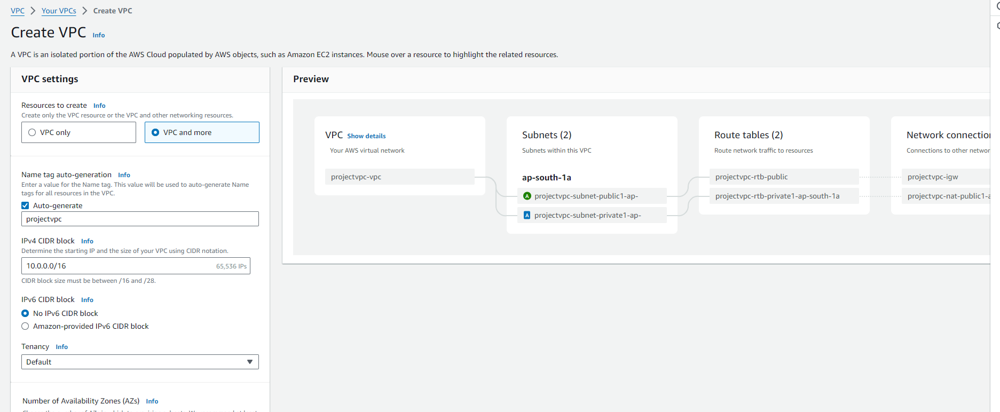 VPC > Your VPCs > Create VPC
Create VPC Info
A VPC is an isolated portion of the AWS Cloud populated by AWS objects, such as Amazon EC2 instances. Mouse over a resource to highlight the related resources.
VPC settings
Resources to create Info
Create only the VPC resource or the VPC and other networking resources.
VPC only
VPC and more
Name tag auto-generation Info
Enter a value for the Name tag. This value will be used to auto-generate Name
tags for all resources in the VPC.
Auto-generate
projectvpc
IPv4 CIDR block Info
Determine the starting IP and the size of your VPC using CIDR notation.
10.0.0.0/16 65,536 IPs
CIDR block size must be between /16 and /28.
IPv6 CIDR block Info
No IPv6 CIDR block
Amazon-provided IPv6 CIDR block
Tenancy Info
Default
Number of Availability Zones (AZs) Info
Preview
VPC Show details
Your AWS virtual network
projectvpc-vpc
Subnets (2)
Subnets within this VPC
ap-south-1a
A projectvpc-subnet-public1-ap-
A projectvpc-subnet-private1-ap-
Route tables (2)
Route network traffic to resources
projectvpc-rtb-public
projectvpc-rtb-private1-ap-south-1a
Network connection
Connections to other networ
projectvpc-igw
projectvpc-nat-public1-a